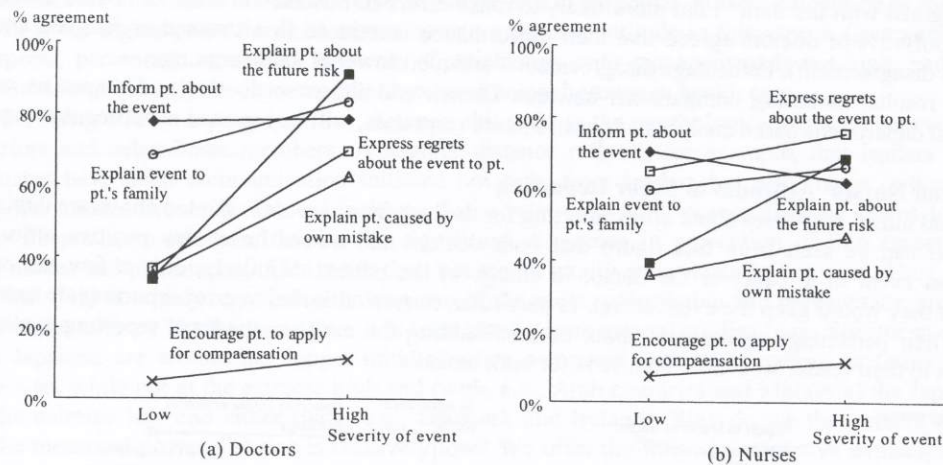 % agreement
100%
80%
60%
40%
20%
0%
Explain pt. about
the future risk
Inform pt. about
the event
Express regrets
about the event to pt.
Explain event to
pt.'s family
Explain pt. caused by
own mistake
Encourage pt. to apply
for compaensation
Low
High
Severity of event
(a) Doctors
% agreement
100%
80%
60%
40%
20%
0%
Express regrets
about the event to pt.
Inform pt. about
the event
Explain event to
pt.'s family
Explain pt. about
the future risk
Explain pt. caused by
own mistake
Encourage pt. to apply
for compaensation
Low
High
Severity of event
(b) Nurses